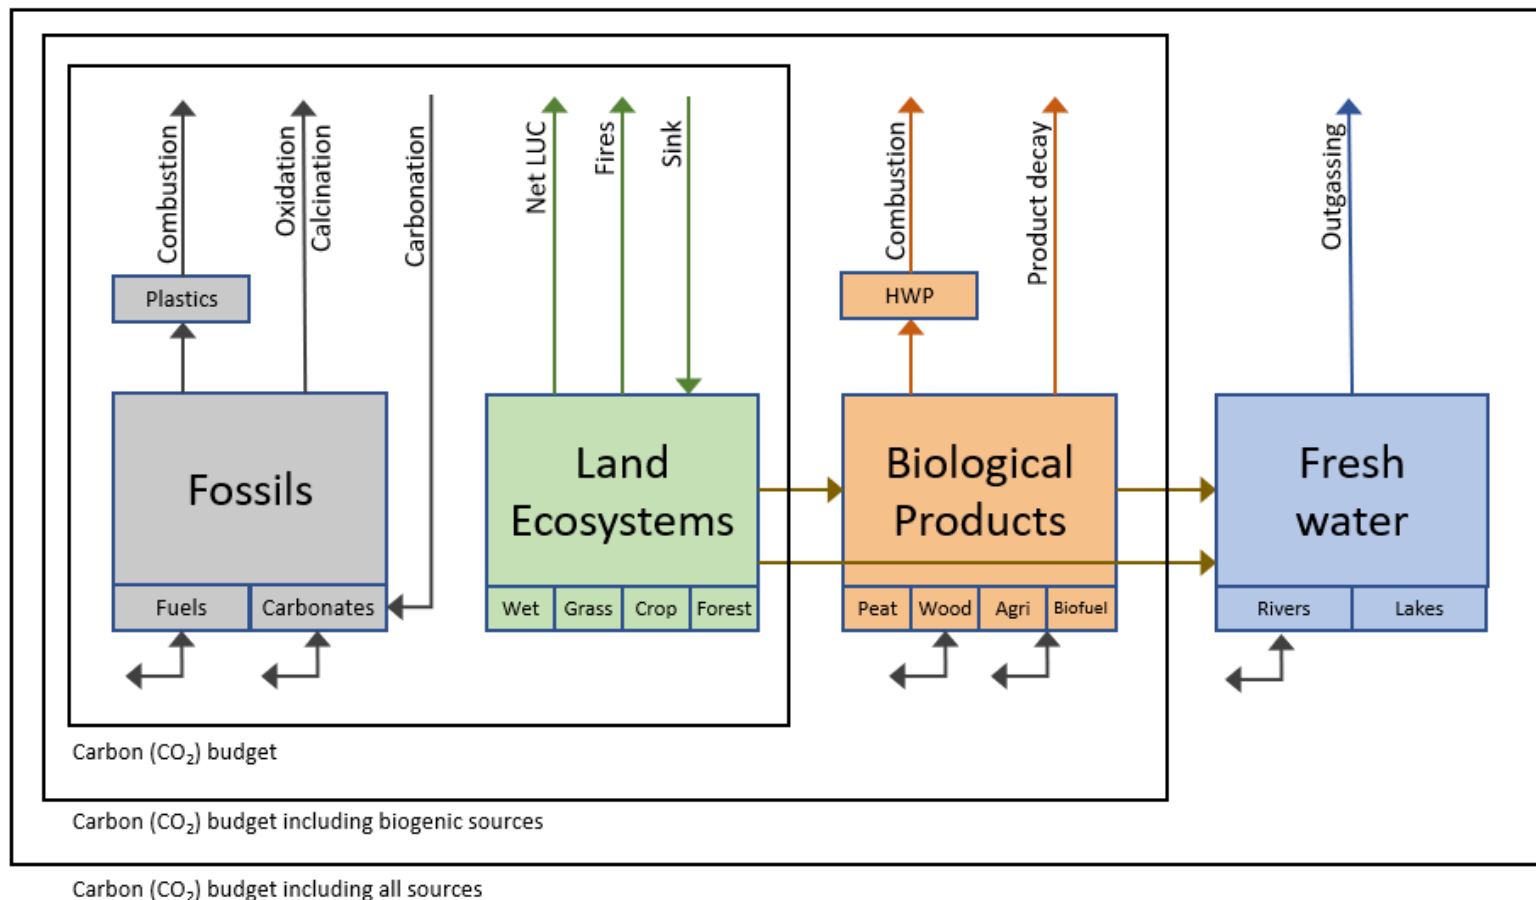 Combustion
Oxidation
Calcination
Carbonation
Net LUC
Fires
Sink
Combustion
Product decay
Outgassing
Plastics
HWP
Fossils
Land
Ecosystems
Biological
Products
Fresh
water
Fuels
Carbonates
Wet
Grass
Crop
Forest
Peat
Wood
Agri
Biofuel
Rivers
Lakes
Carbon (CO₂) budget
Carbon (CO₂) budget including biogenic sources
Carbon (CO₂) budget including all sources